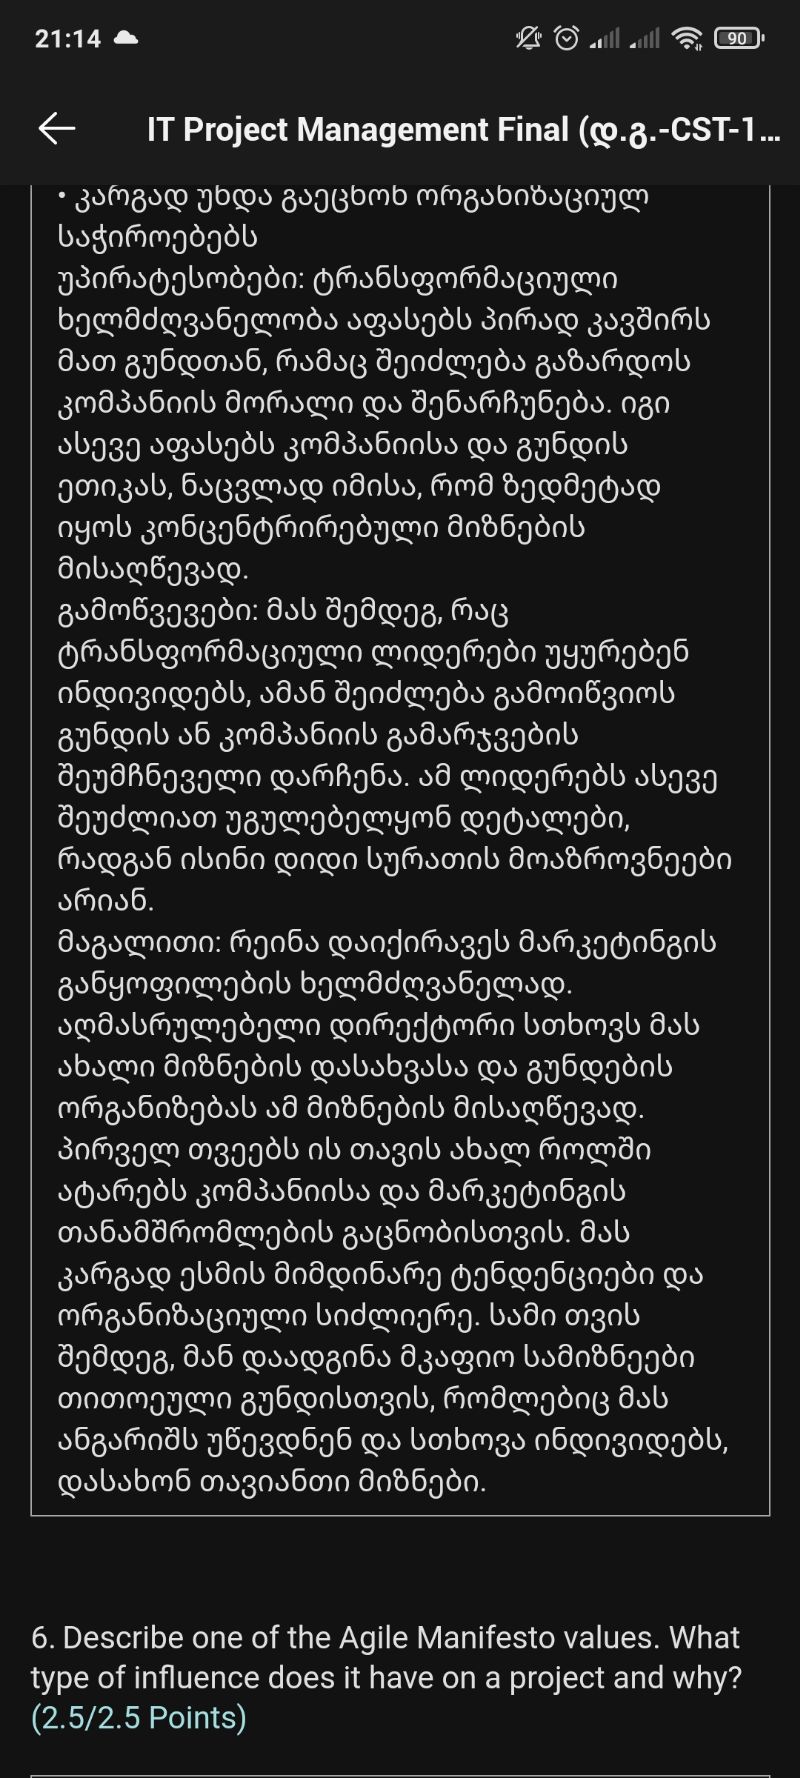 21:14
90
IT Project Management Final (დ.გ.-CST-1...
• კარგად უნდა გაეცნონ ორგანიზაციულ
საჭიროებებს
უპირატესობები: ტრანსფორმაციული
ხელმძღვანელობა აფასებს პირად კავშირს
მათ გუნდთან, რამაც შეიძლება გაზარდოს
კომპანიის მორალი და შენარჩუნება. იგი
ასევე აფასებს კომპანიისა და გუნდის
ეთიკას, ნაცვლად იმისა, რომ ზედმეტად
იყოს კონცენტრირებული მიზნების
მისაღწევად.
გამოწვევები: მას შემდეგ, რაც
ტრანსფორმაციული ლიდერები უყურებენ
ინდივიდებს, ამან შეიძლება გამოიწვიოს
გუნდის ან კომპანიის გამარჯვების
შეუმჩნეველი დარჩენა. ამ ლიდერებს ასევე
შეუძლიათ უგულებელყონ დეტალები,
რადგან ისინი დიდი სურათის მოაზროვნეები
არიან.
მაგალითი: რეინა დაიქირავეს მარკეტინგის
განყოფილების ხელმძღვანელად.
აღმასრულებელი დირექტორი სთხოვს მას
ახალი მიზნების დასახვასა და გუნდების
ორგანიზებას ამ მიზნების მისაღწევად.
პირველ თვეებს ის თავის ახალ როლში
ატარებს კომპანიისა და მარკეტინგის
თანამშრომლების გაცნობისთვის. მას
კარგად ესმის მიმდინარე ტენდენციები და
ორგანიზაციული სიძლიერე. სამი თვის
შემდეგ, მან დაადგინა მკაფიო სამიზნეები
თითოეული გუნდისთვის, რომლებიც მას
ანგარიშს უწევდნენ და სთხოვა ინდივიდებს,
დასახონ თავიანთი მიზნები.
6. Describe one of the Agile Manifesto values. What
type of influence does it have on a project and why?
(2.5/2.5 Points)